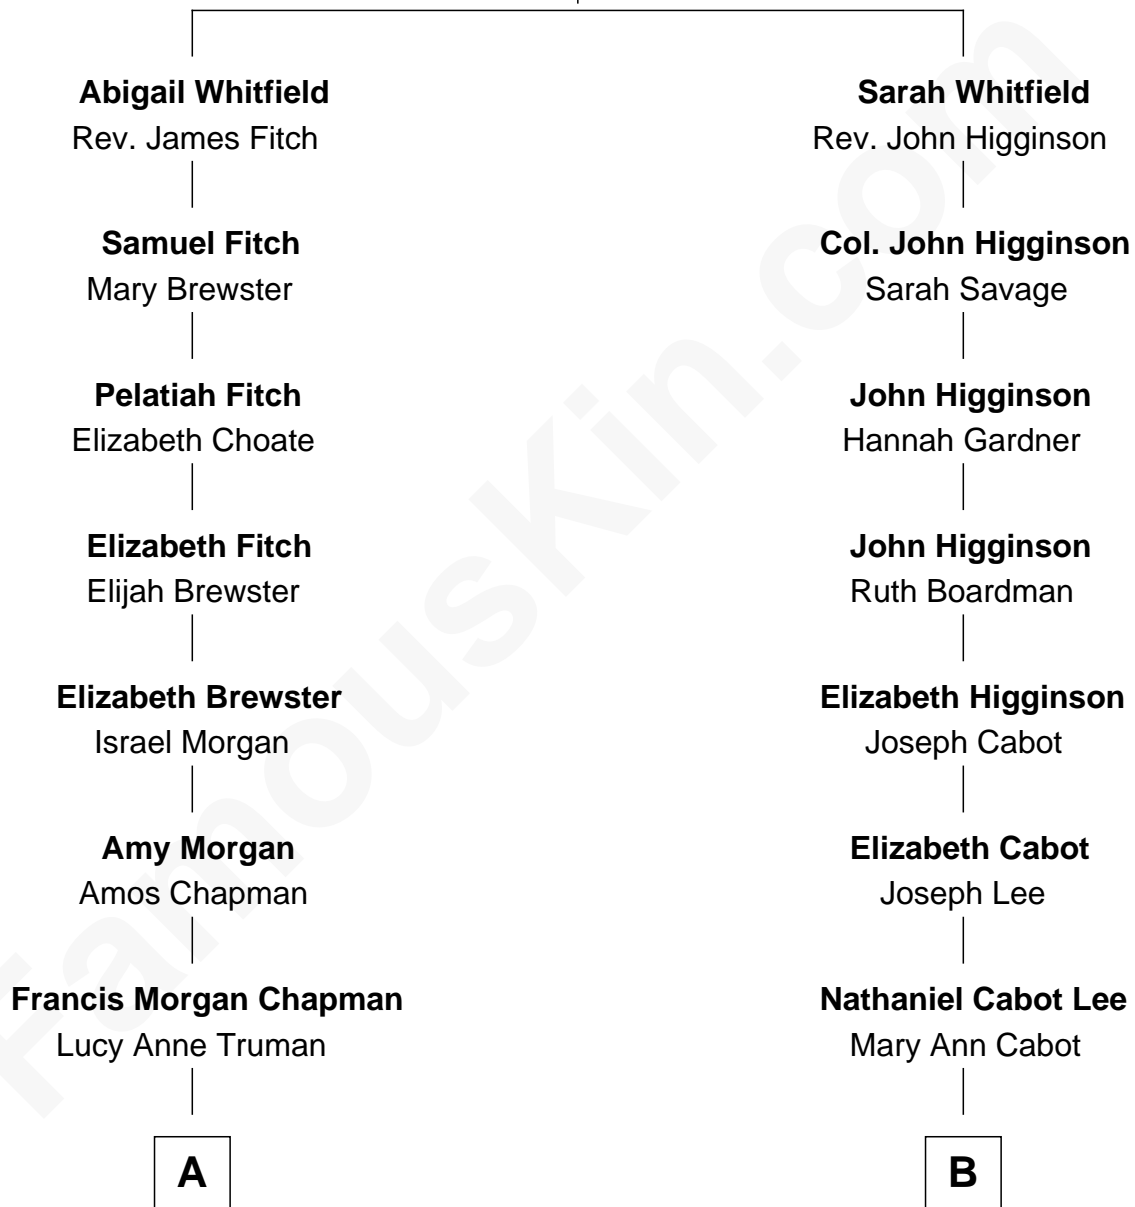 Abigail Whitfield
Rev. James Fitch
Samuel Fitch
Mary Brewster
Pelatiah Fitch
Elizabeth Choate
Elizabeth Fitch
Elijah Brewster
Elizabeth Brewster
Israel Morgan
Amy Morgan
Amos Chapman
Francis Morgan Chapman
Lucy Anne Truman
A
Sarah Whitfield
Rev. John Higginson
Col. John Higginson
Sarah Savage
John Higginson
Hannah Gardner
John Higginson
Ruth Boardman
Elizabeth Higginson
Joseph Cabot
Elizabeth Cabot
Joseph Lee
Nathaniel Cabot Lee
Mary Ann Cabot
B
FamousKin.com